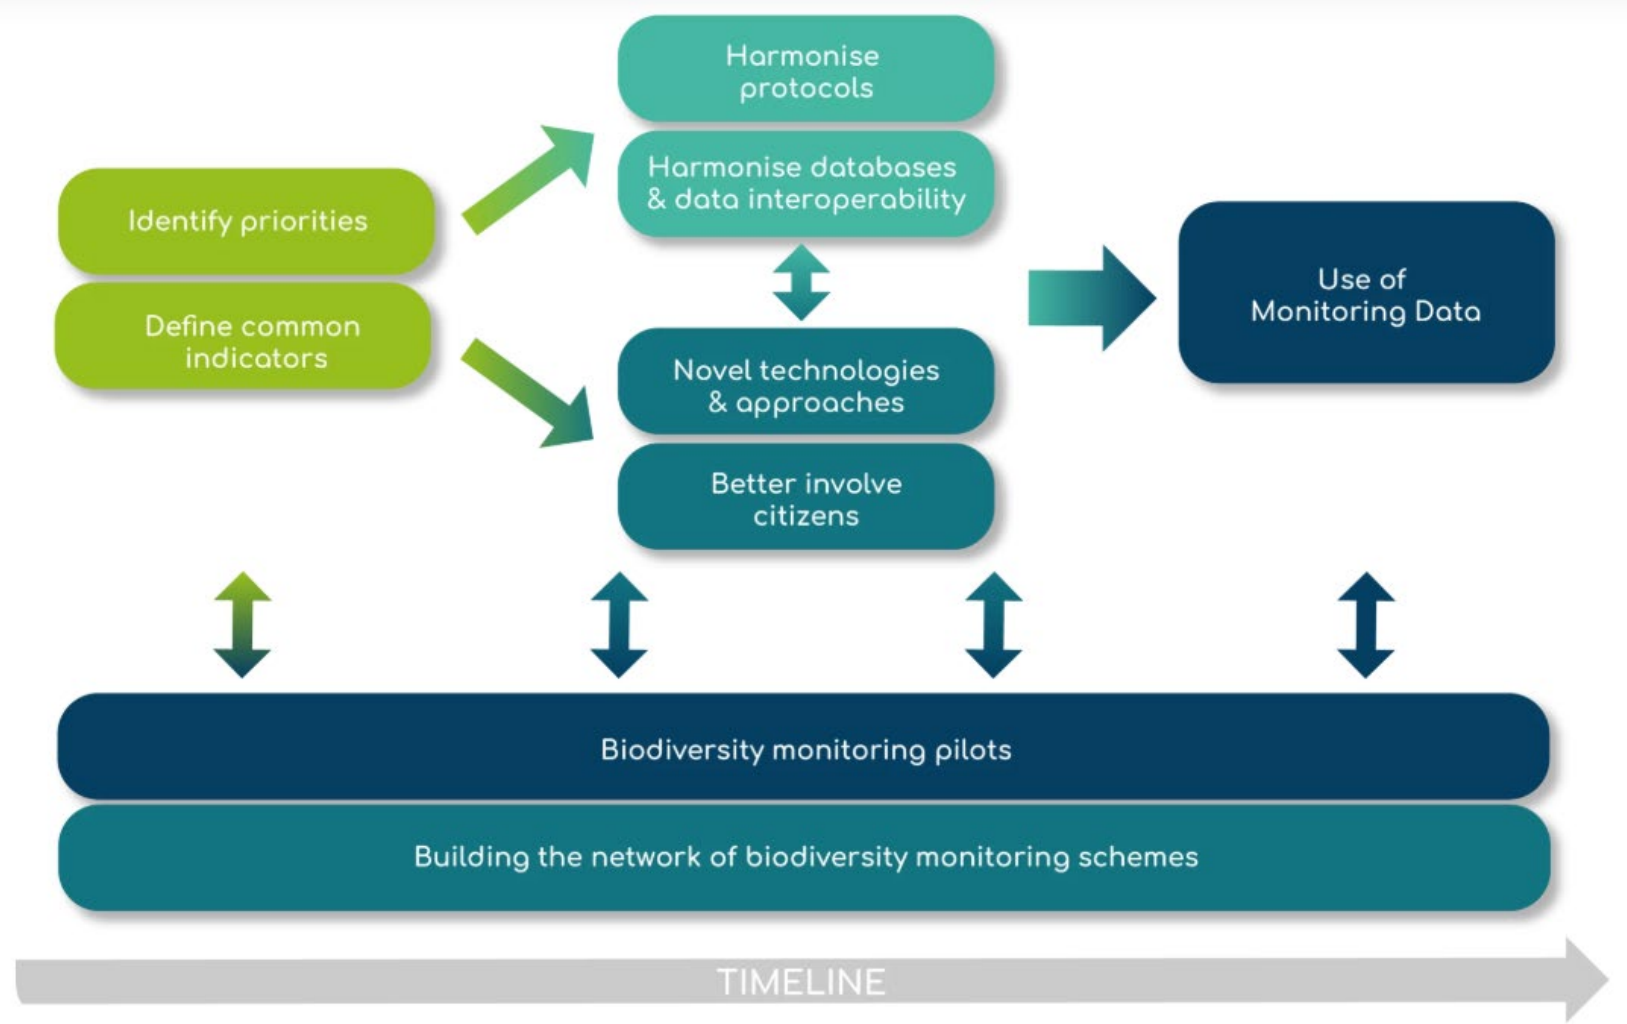 Identify priorities
Define common
indicators
Harmonise
protocols
Harmonise databases
& data interoperability
Novel technologies
& approaches
Better involve
citizens
Use of
Monitoring Data
Biodiversity monitoring pilots
Building the network of biodiversity monitoring schemes
TIMELINE